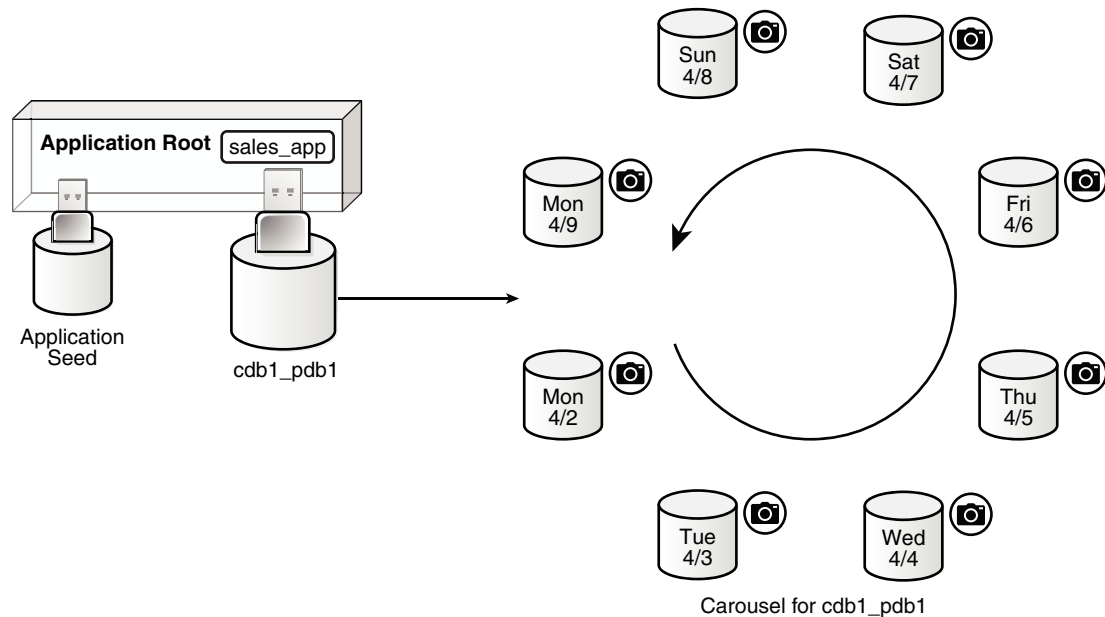 Application Root
sales_app
Application
Seed
cdb1_pdb1
Sun
4/8
Sat
4/7
Mon
4/9
Fri
4/6
Mon
4/2
Thu
4/5
Tue
4/3
Wed
4/4
Carousel for cdb1_pdb1